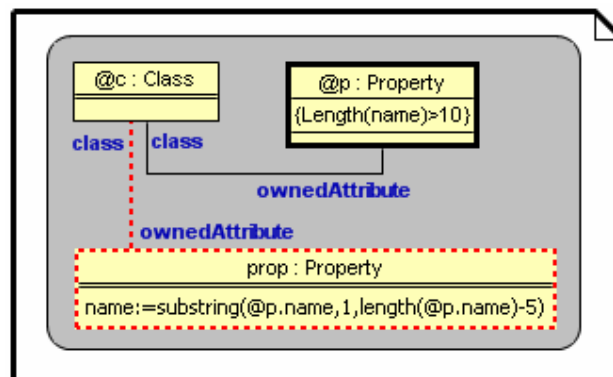 @c : Class
@p : Property
{Length(name)>10}
class
class
ownedAttribute
ownedAttribute
prop : Property
name:=substring(@p.name,1,length(@p.name)-5)